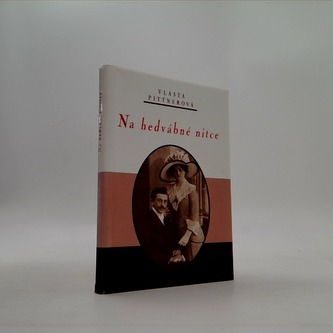 VLASTA
PITTNEROVÁ
Na hedvábné nitce